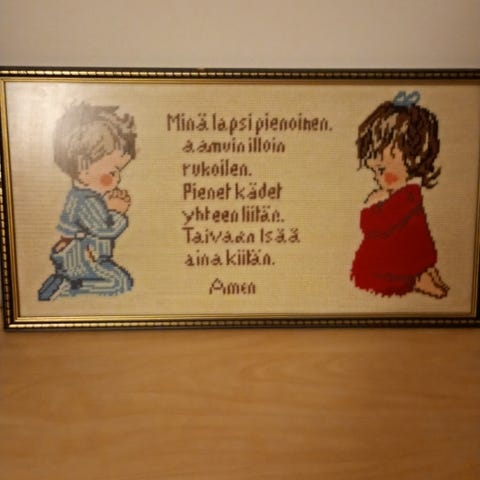 Minä lapsi pienoinen,
aamuin illoin
rukoilen.
Pienet kädet
yhteen liitän.
Taivaan Isää
aina kiitän.
Amen